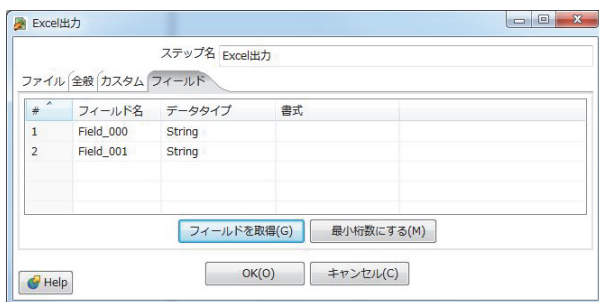 Excel出力
ステップ名 Excel出力
ファイル 全般 カスタム フィールド
# フィールド名 データタイプ 書式
1 Field_000 String
2 Field_001 String
フィールドを取得(G) 最小桁数にする(M)
Help OK(O) キャンセル(C)